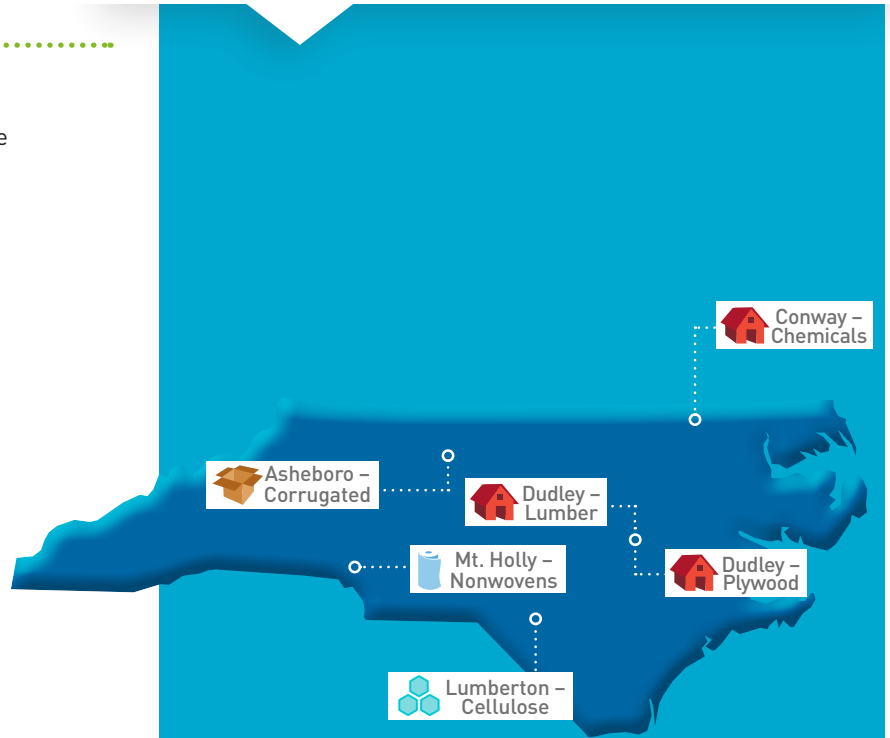 e
Conway –
Chemicals
Asheboro –
Corrugated
Dudley –
Lumber
Mt. Holly –
Nonwovens
Dudley –
Plywood
Lumberton –
Cellulose